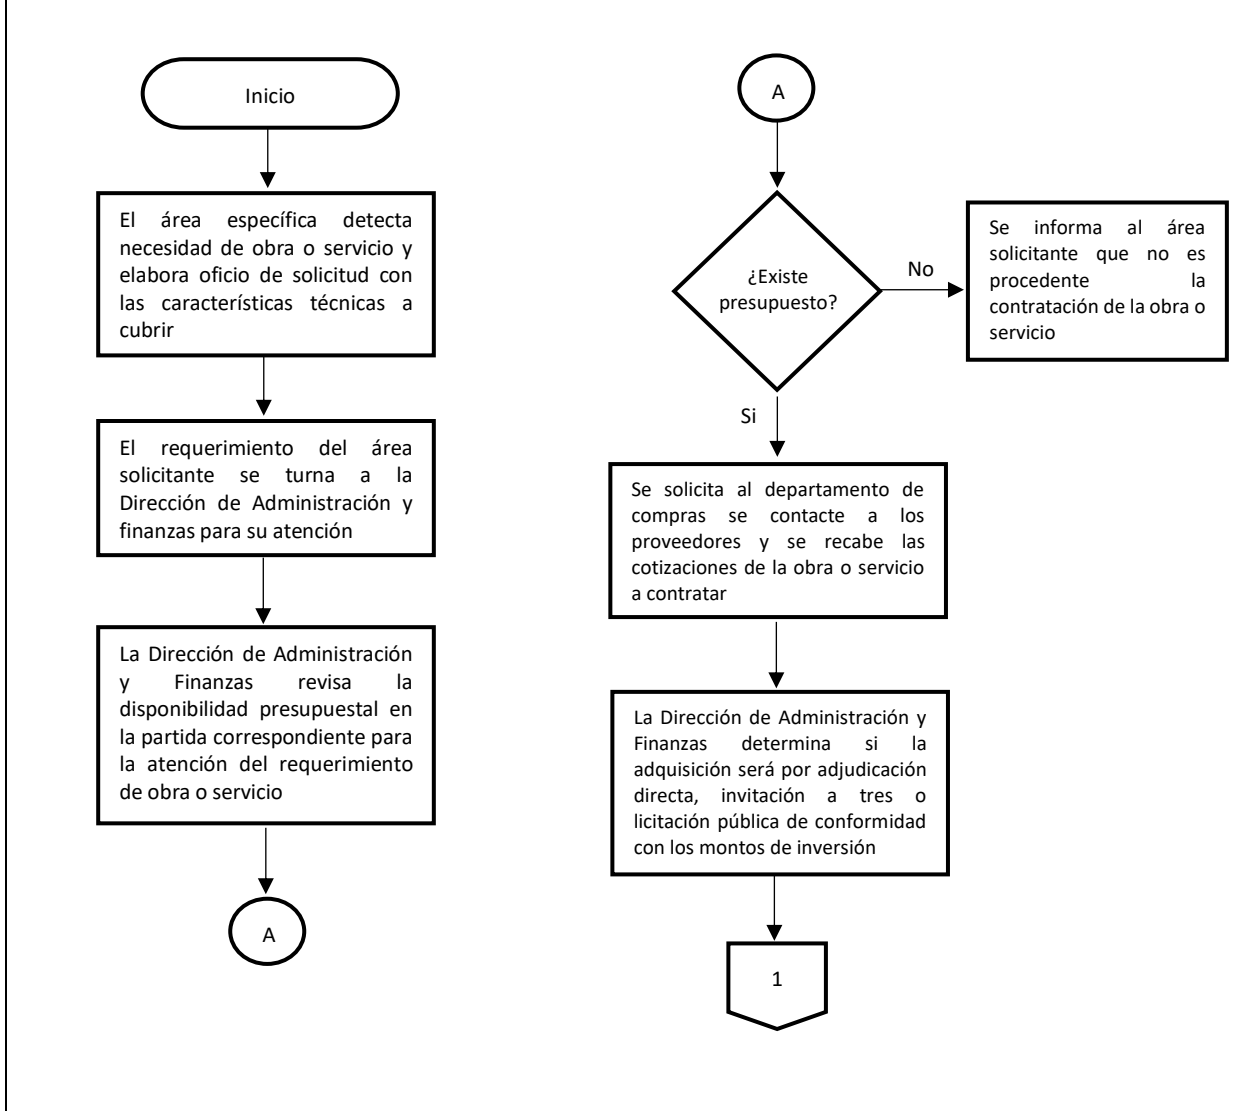 Inicio
El área específica detecta
necesidad de obra o servicio y
elabora oficio de solicitud con
las características técnicas a
cubrir
El requerimiento del área
solicitante se turna a la
Dirección de Administración y
finanzas para su atención
La Dirección de Administración
y Finanzas revisa la
disponibilidad presupuestal en
la partida correspondiente para
la atención del requerimiento
de obra o servicio
A
A
¿Existe
presupuesto?
No
Se informa al área
solicitante que no es
procedente la
contratación de la obra o
servicio
Si
Se solicita al departamento de
compras se contacte a los
proveedores y se recabe las
cotizaciones de la obra o servicio
a contratar
La Dirección de Administración y
Finanzas determina si la
adquisición será por adjudicación
directa, invitación a tres o
licitación pública de conformidad
con los montos de inversión
1